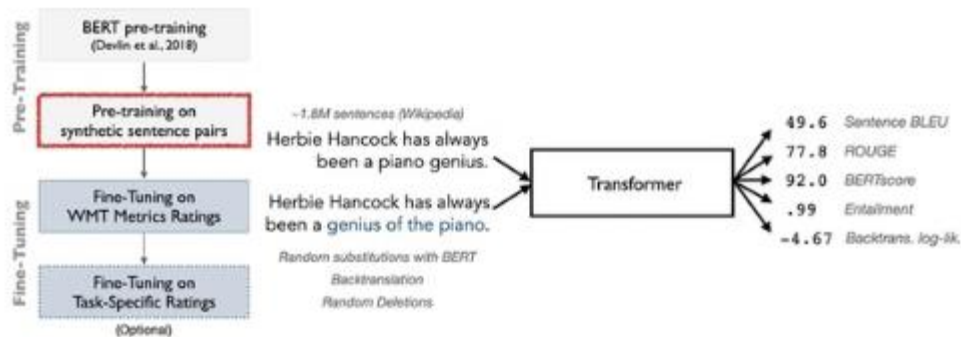 Pre-Training
BERT pre-training
(Devlin et al., 2018)
Pre-training on
synthetic sentence pairs
Fine-Tuning
Fine-Tuning on
WMT Metrics Ratings
Fine-Tuning on
Task-Specific Ratings
(Optional)
~1.8M sentences (Wikipedia)
Herbie Hancock has always
been a piano genius.
Herbie Hancock has always
been a genius of the piano.
Random substitutions with BERT
Backtranslation
Random Deletions
Transformer
49.6 Sentence BLEU
77.8 ROUGE
92.0 BERTscore
.99 Entailment
-4.67 Backtrans. log-lik.